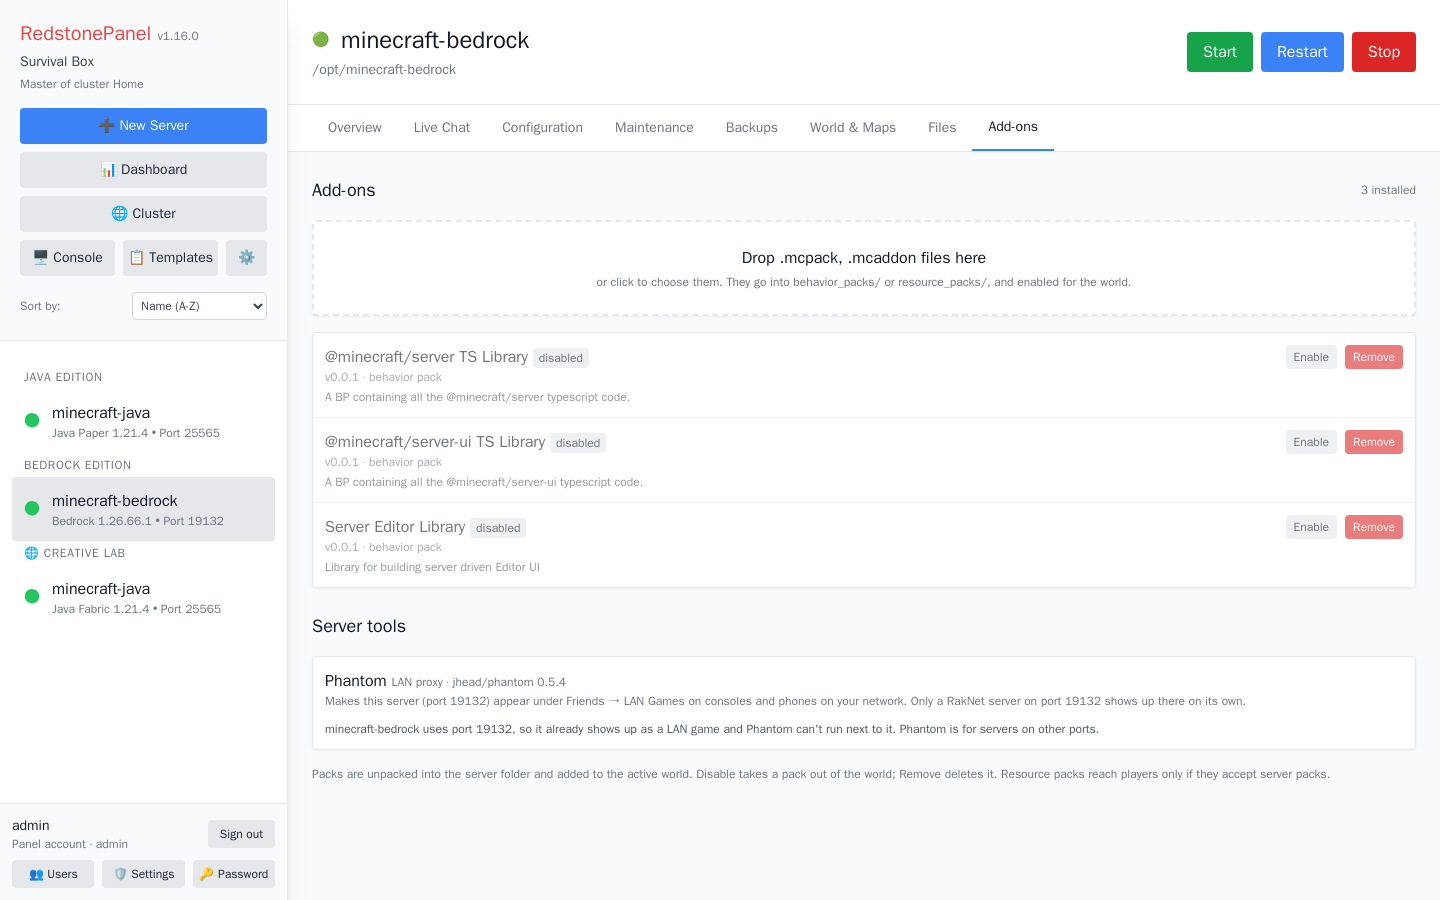 RedstonePanel v1.16.0
Survival Box
Master of cluster Home
➕ New Server
📊 Dashboard
🌐 Cluster
🖥️ Console
📋 Templates
⚙️
Sort by:
Name (A-Z)
JAVA EDITION
minecraft-java
Java Paper 1.21.4 • Port 25565
BEDROCK EDITION
minecraft-bedrock
Bedrock 1.26.66.1 • Port 19132
🌐 CREATIVE LAB
minecraft-java
Java Fabric 1.21.4 • Port 25565
admin
Panel account · admin
Sign out
👥 Users
🛡️ Settings
🔑 Password
minecraft-bedrock
/opt/minecraft-bedrock
Start
Restart
Stop
Overview
Live Chat
Configuration
Maintenance
Backups
World & Maps
Files
Add-ons
Add-ons
3 installed
Drop .mcpack, .mcaddon files here
or click to choose them. They go into behavior_packs/ or resource_packs/, and enabled for the world.
@minecraft/server TS Library disabled
v0.0.1 · behavior pack
A BP containing all the @minecraft/server typescript code.
Enable
Remove
@minecraft/server-ui TS Library disabled
v0.0.1 · behavior pack
A BP containing all the @minecraft/server-ui typescript code.
Enable
Remove
Server Editor Library disabled
v0.0.1 · behavior pack
Library for building server driven Editor UI
Enable
Remove
Server tools
Phantom LAN proxy · jhead/phantom 0.5.4
Makes this server (port 19132) appear under Friends → LAN Games on consoles and phones on your network. Only a RakNet server on port 19132 shows up there on its own.
minecraft-bedrock uses port 19132, so it already shows up as a LAN game and Phantom can't run next to it. Phantom is for servers on other ports.
Packs are unpacked into the server folder and added to the active world. Disable takes a pack out of the world; Remove deletes it. Resource packs reach players only if they accept server packs.